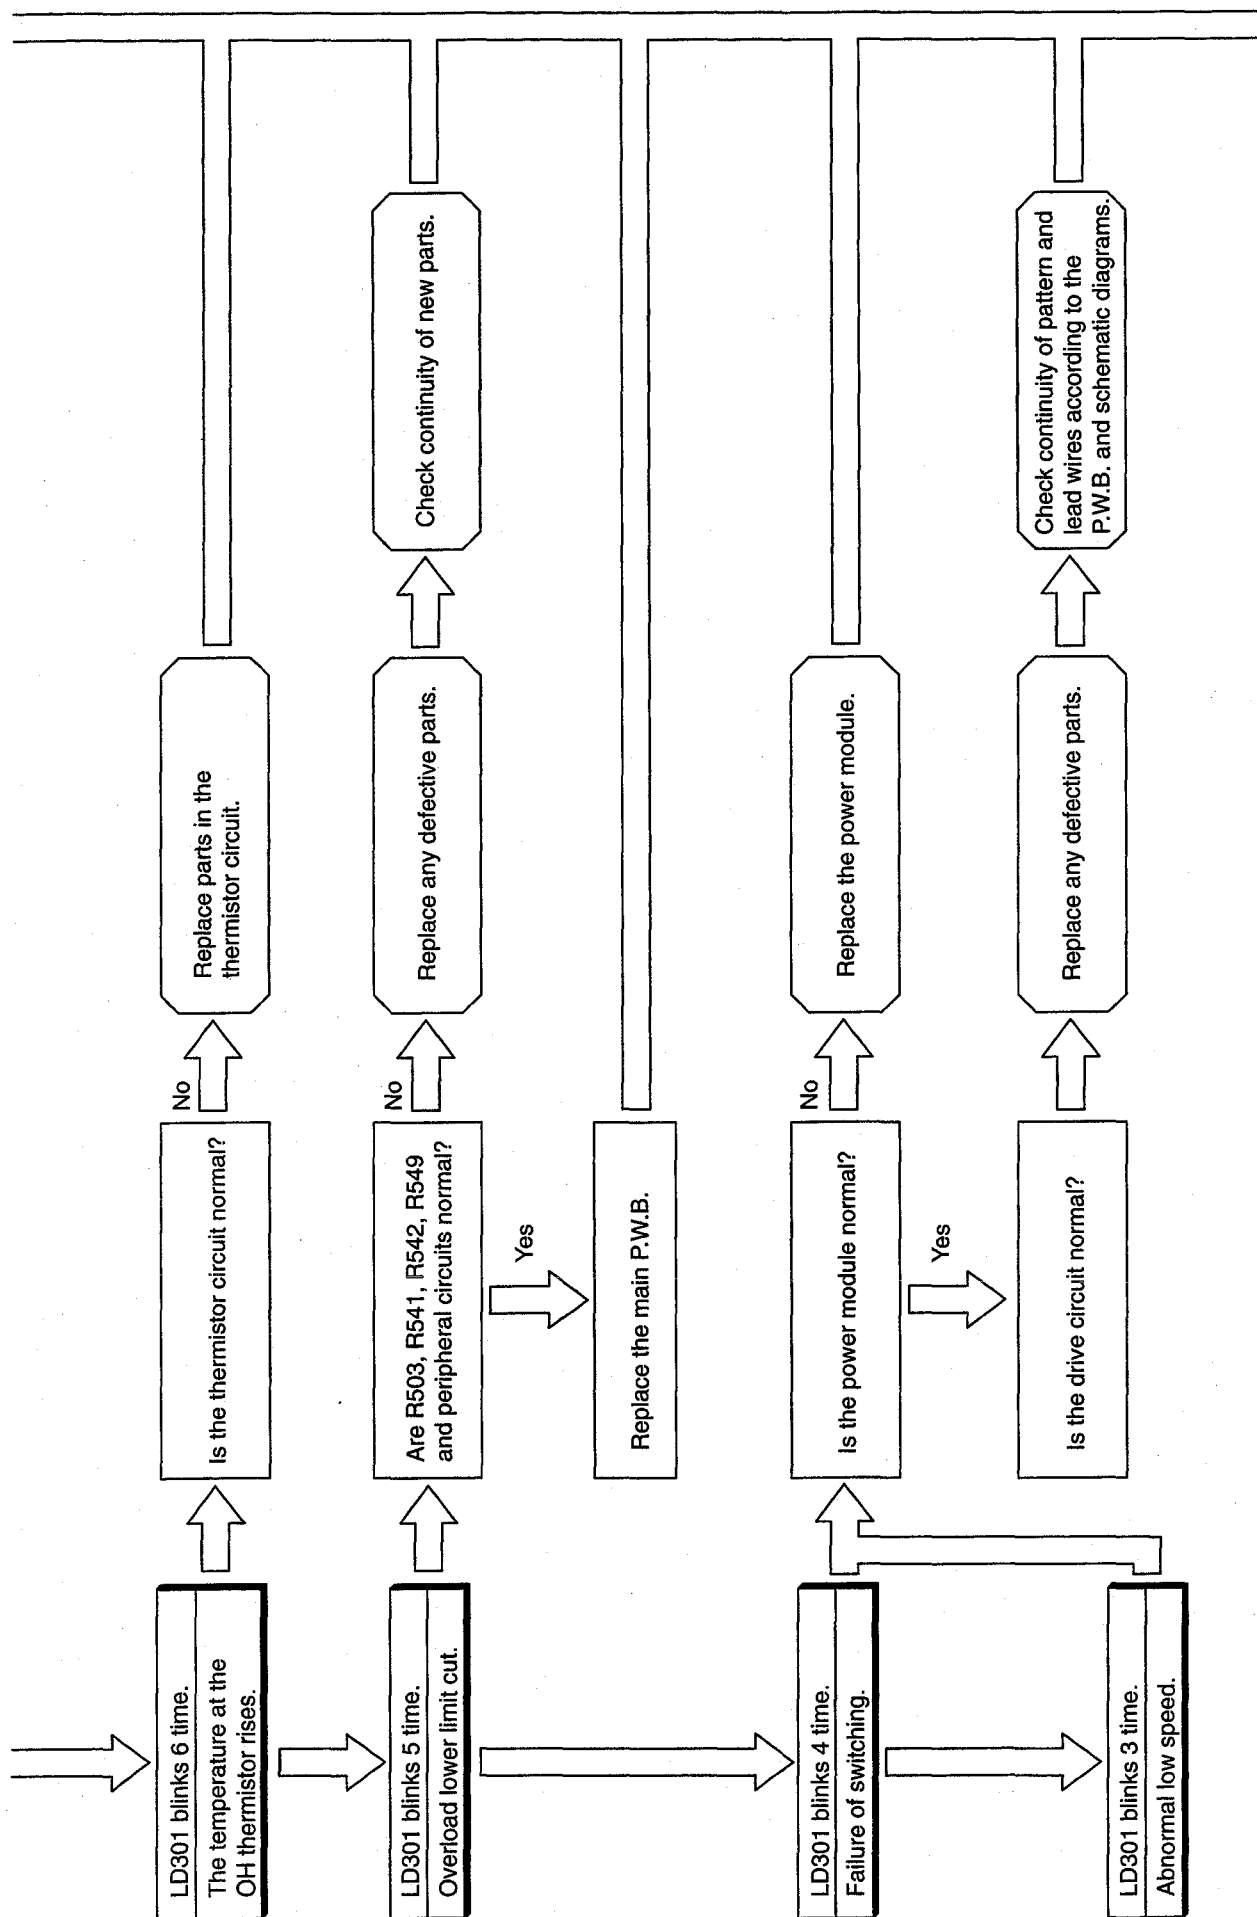 LD301 blinks 6 time.
The temperature at the
OH thermistor rises.
Is the thermistor circuit normal?
No
Replace parts in the
thermistor circuit.
LD301 blinks 5 time.
Overload lower limit cut.
Are R503, R541, R542, R549
and peripheral circuits normal?
No
Replace any defective parts.
Check continuity of new parts.
Yes
Replace the main P.W.B.
LD301 blinks 4 time.
Failure of switching.
Is the power module normal?
No
Replace the power module.
Yes
LD301 blinks 3 time.
Abnormal low speed.
Is the drive circuit normal?
Replace any defective parts.
Check continuity of pattern and
lead wires according to the
P.W.B. and schematic diagrams.